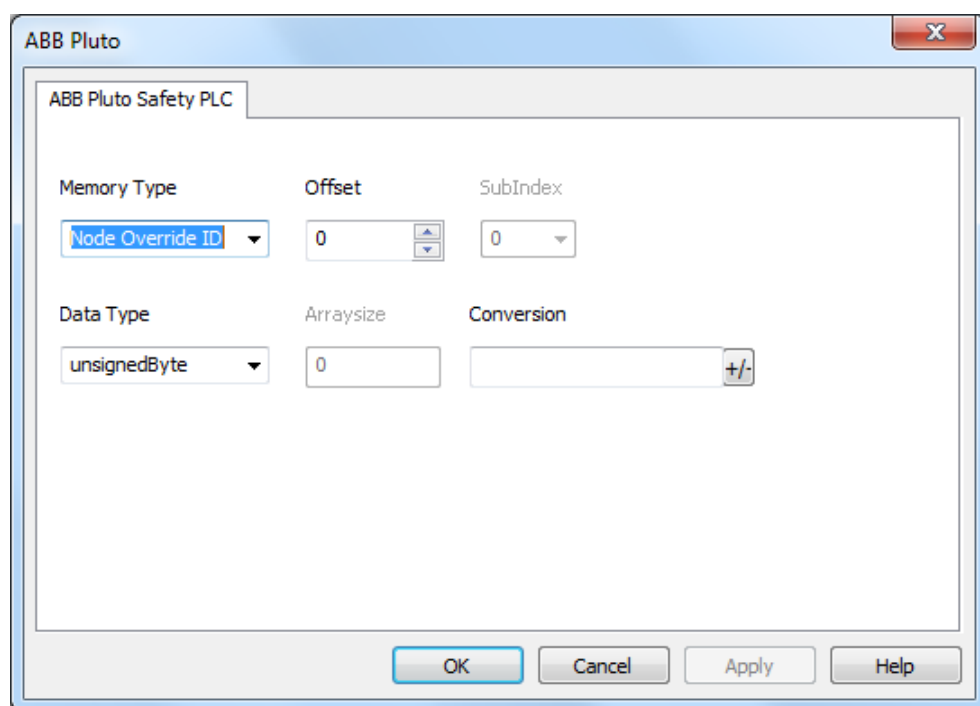 ABB Pluto
ABB Pluto Safety PLC
Memory Type Offset SubIndex
Node Override ID 0 0
Data Type Arraysize Conversion
unsignedByte 0 +/-
OK Cancel Apply Help